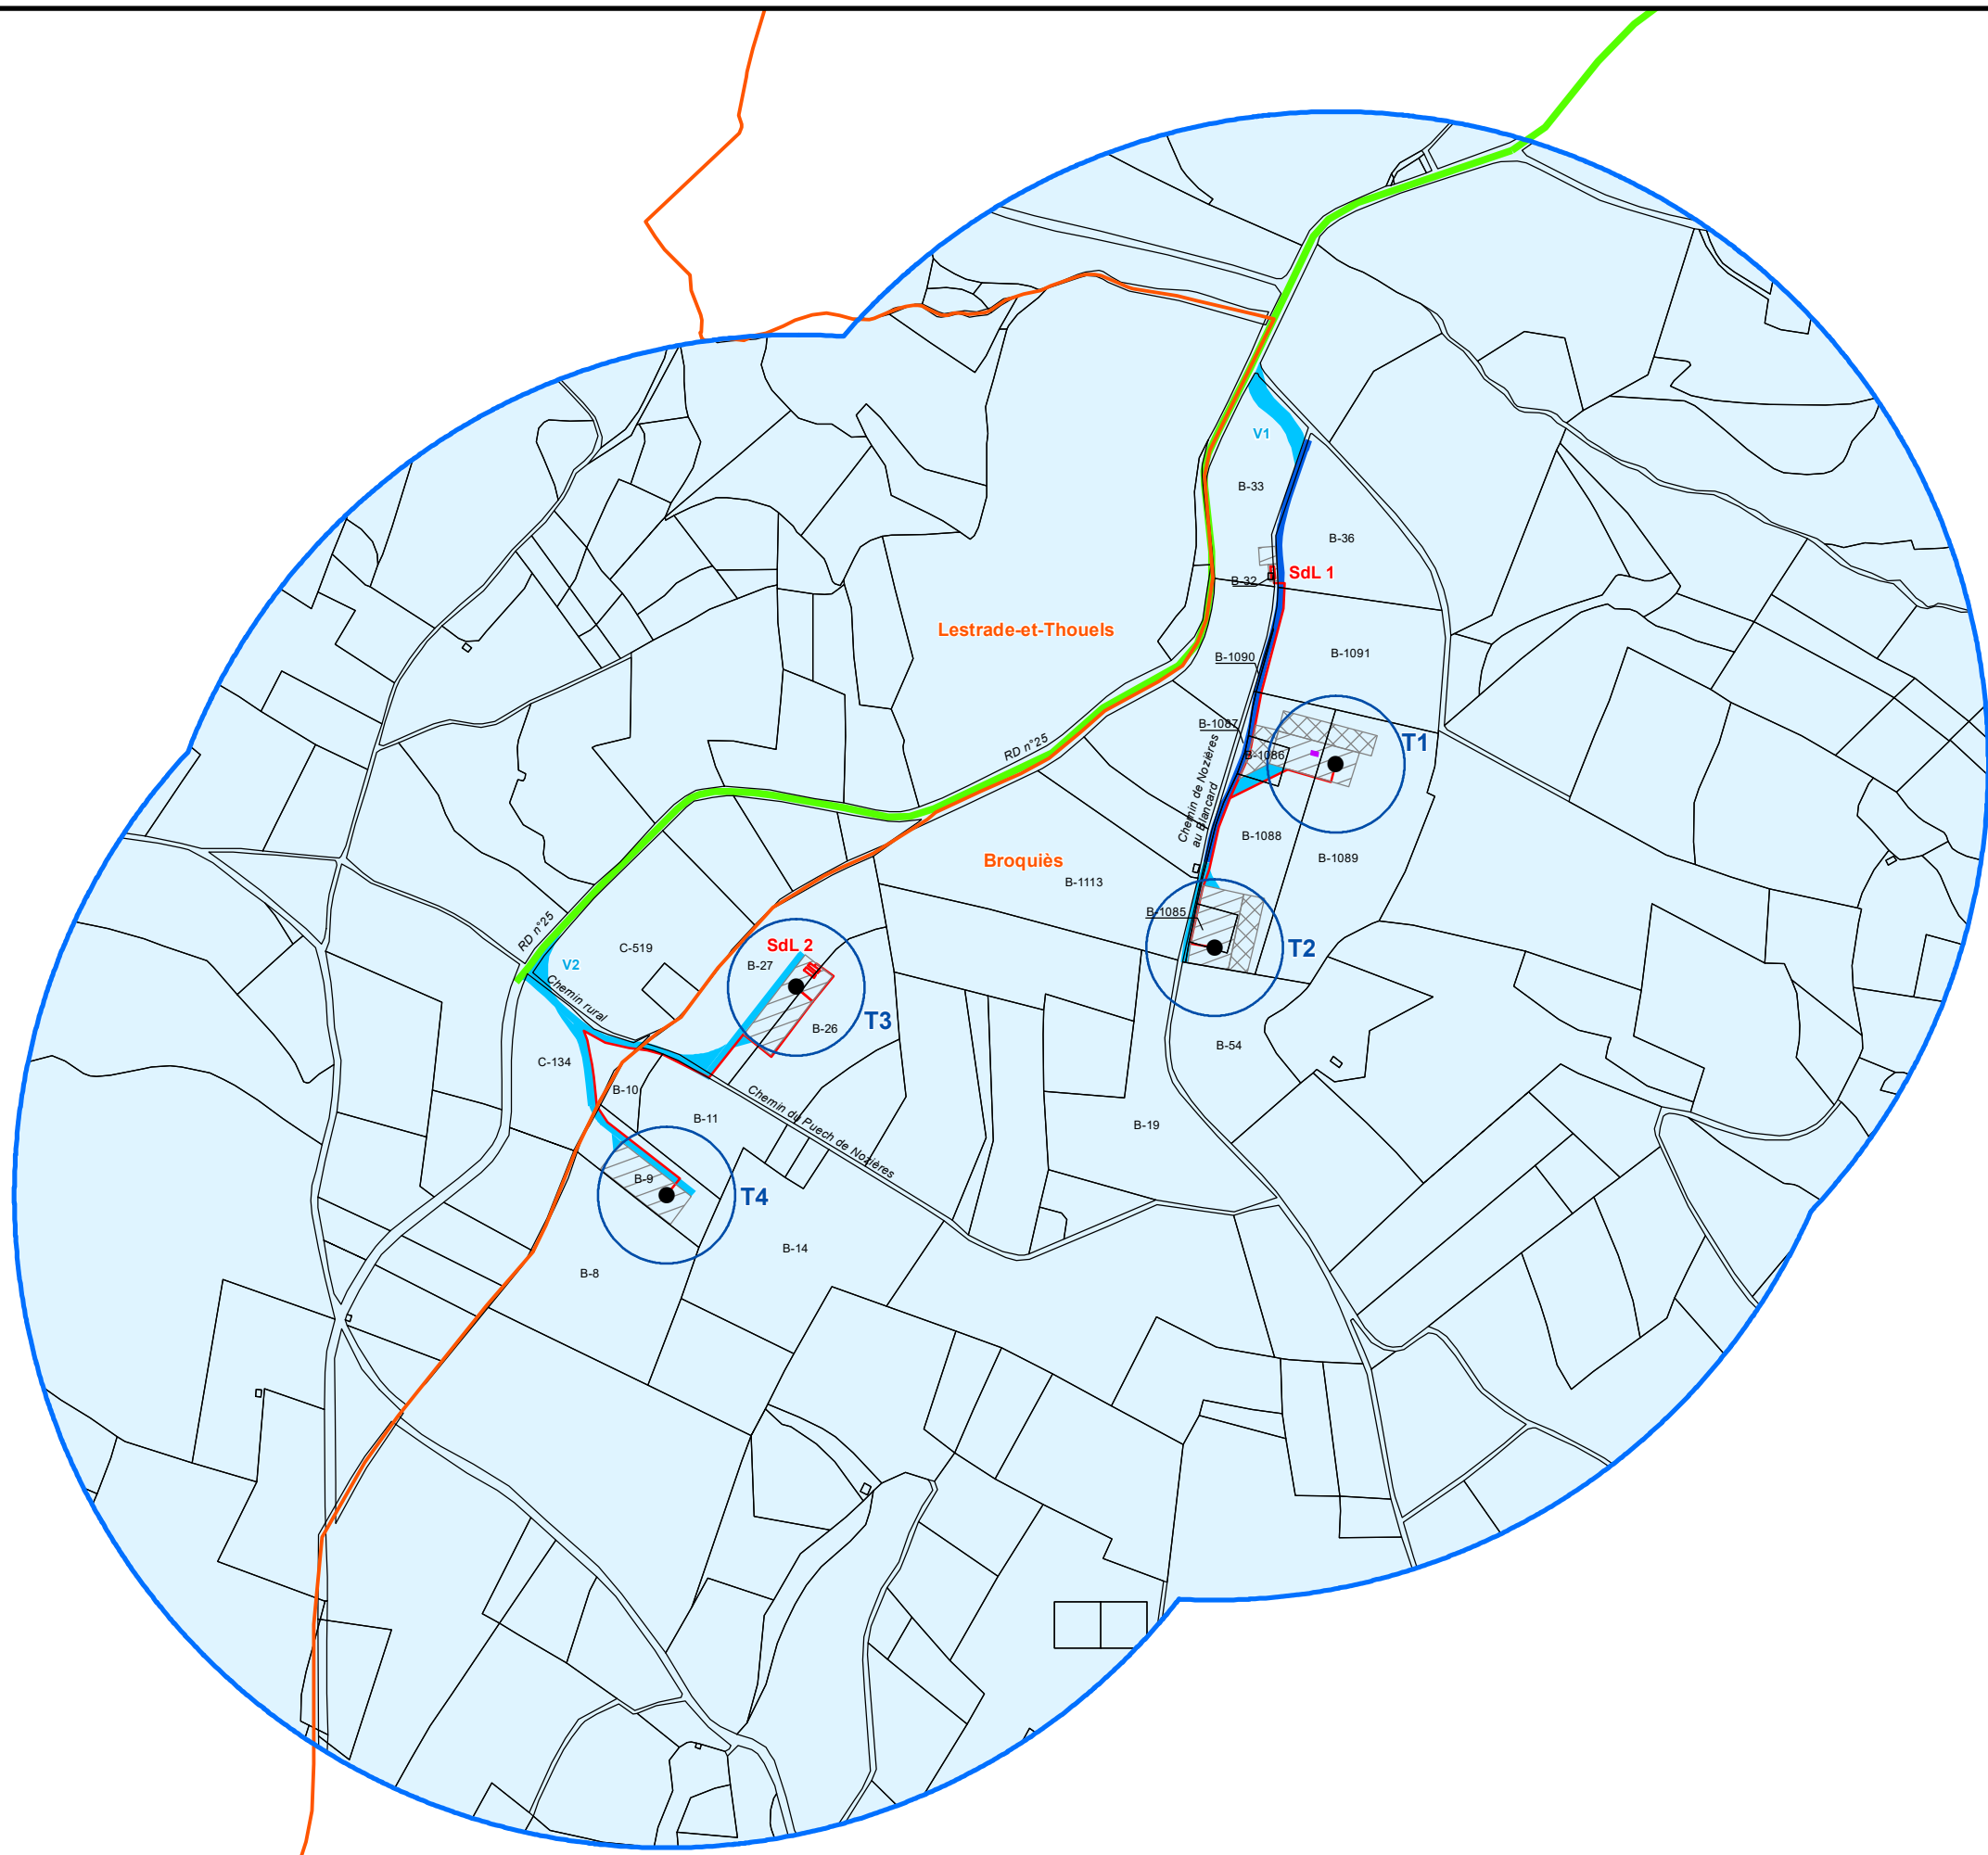 V1
B-33
B-36
SdL 1
B-32
Lestrade-et-Thouels
B-1090
B-1091
B-1087
T1
RD n°25
B-1086
Chemin de Nozières
au Blancard
B-1088
B-1089
Broquiès
B-1113
B-1085
RD n°25
C-519
SdL 2
T2
B-27
V2
Chemin rural
T3
B-26
B-54
C-134
B-10
B-11
Chemin du Puech de Nozières
B-19
B-9
T4
B-14
B-8